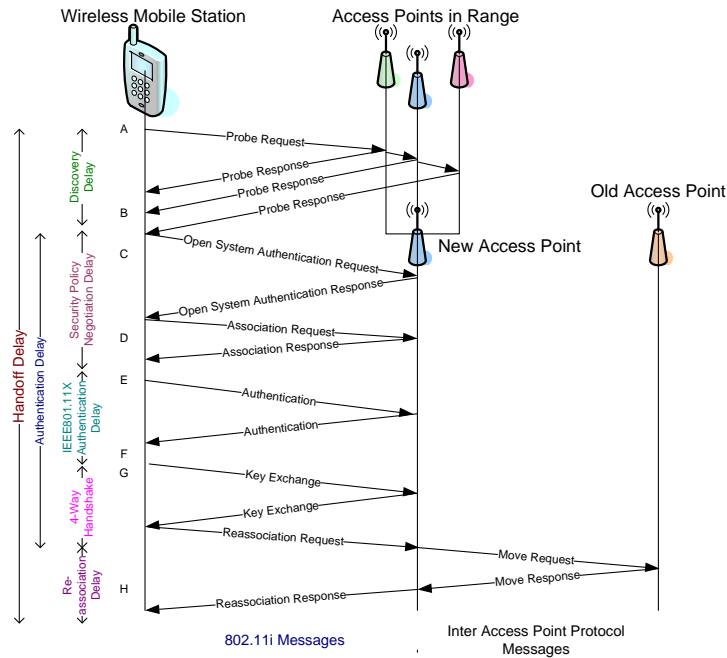 Wireless Mobile Station
Access Points in Range
A
Probe Request
Probe Response
Probe Response
Probe Response
B
Old Access Point
New Access Point
C
Open System Authentication Request
Open System Authentication Response
Association Request
D
Association Response
E
Authentication
Authentication
F
G
Key Exchange
Key Exchange
Reassociation Request
Move Request
Move Response
H
Reassociation Response
Handoff Delay
Authentication Delay
Discovery
Delay
Security Policy
Negotiation Delay
IEEE801.11X
Authentication
Delay
4-Way
Handshake
Re-
association
Delay
802.11i Messages
Inter Access Point Protocol
Messages